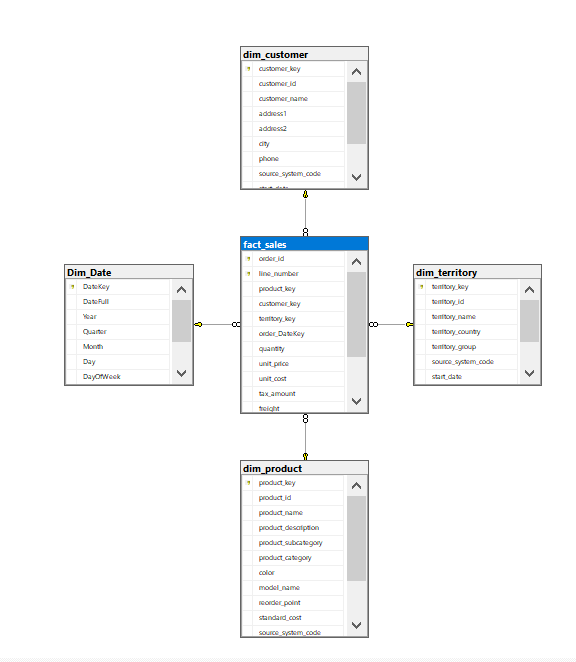 dim_customer
customer_key
customer_id
customer_name
address1
address2
city
phone
source_system_code
start_date
fact_sales
order_id
line_number
product_key
customer_key
territory_key
order_DateKey
quantity
unit_price
unit_cost
tax_amount
freight
Dim_Date
DateKey
DateFull
Year
Quarter
Month
Day
DayOfWeek
dim_territory
territory_key
territory_id
territory_name
territory_country
territory_group
source_system_code
start_date
dim_product
product_key
product_id
product_name
product_description
product_subcategory
product_category
color
model_name
reorder_point
standard_cost
source_system_code